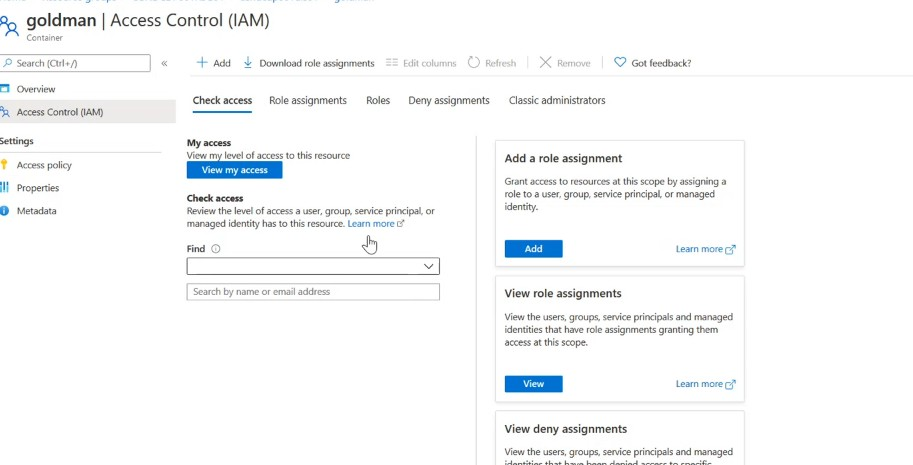 goldman | Access Control (IAM)
Container
Search (Ctrl+/)
«
Overview
Access Control (IAM)
Settings
Access policy
Properties
Metadata
Add
Download role assignments
Edit columns
Refresh
Remove
Got feedback?
Check access
Role assignments
Roles
Deny assignments
Classic administrators
My access
View my level of access to this resource
View my access
Check access
Review the level of access a user, group, service principal, or
managed identity has to this resource. Learn more
Find
Search by name or email address
Add a role assignment
Grant access to resources at this scope by assigning a
role to a user, group, service principal, or managed
identity.
Add
Learn more
View role assignments
View the users, groups, service principals and managed
identities that have role assignments granting them
access at this scope.
View
Learn more
View deny assignments
View the users, groups, service principals and managed
identities that have been denied access to specific